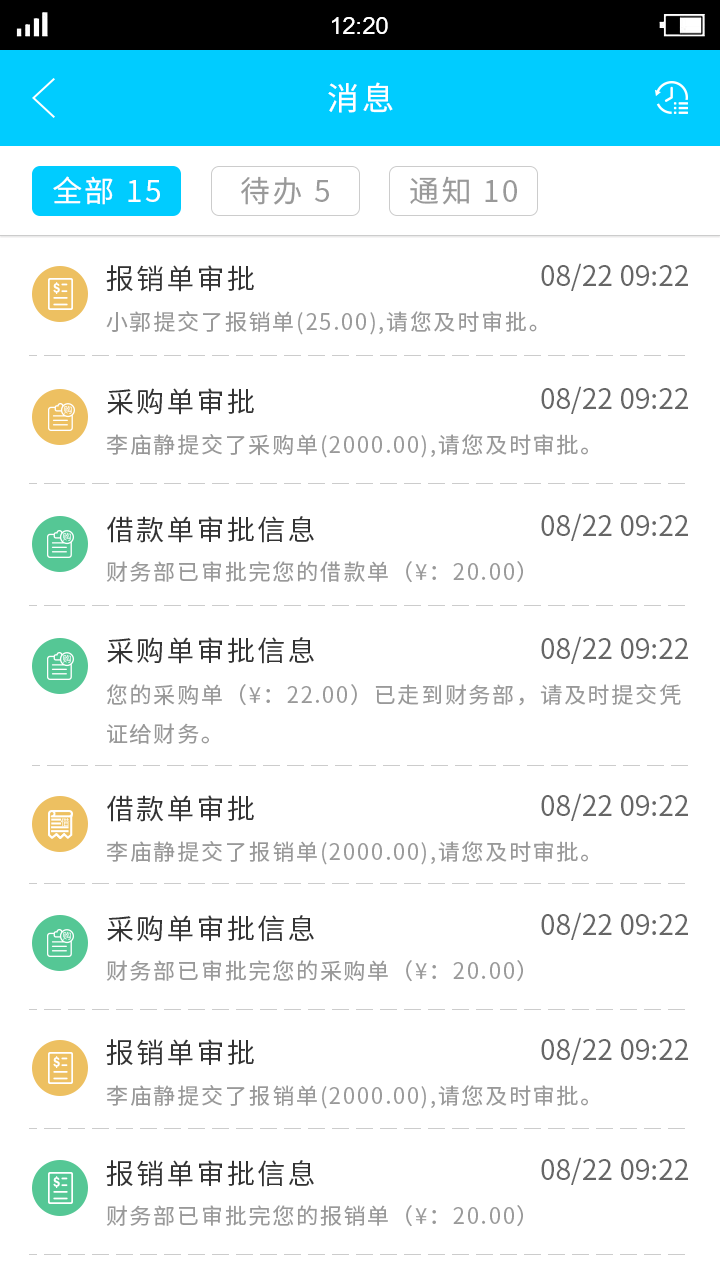 12:20
消息
全部 15
待办 5
通知 10
报销单审批
08/22 09:22
小郭提交了报销单(25.00),请您及时审批。
采购单审批
08/22 09:22
李庙静提交了采购单(2000.00),请您及时审批。
借款单审批信息
08/22 09:22
财务部已审批完您的借款单（¥：20.00）
采购单审批信息
08/22 09:22
您的采购单（¥：22.00）已走到财务部，请及时提交凭
证给财务。
借款单审批
08/22 09:22
李庙静提交了报销单(2000.00),请您及时审批。
采购单审批信息
08/22 09:22
财务部已审批完您的采购单（¥：20.00）
报销单审批
08/22 09:22
李庙静提交了报销单(2000.00),请您及时审批。
报销单审批信息
08/22 09:22
财务部已审批完您的报销单（¥：20.00）